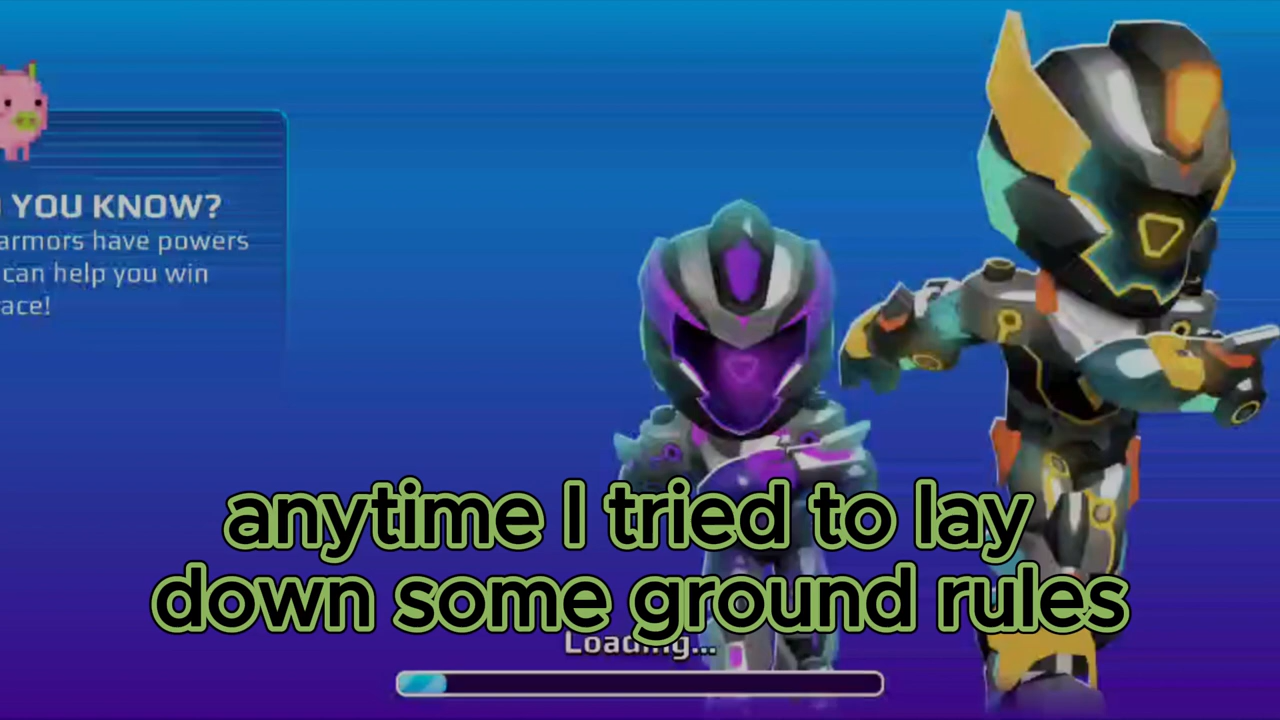 YOU KNOW?
armors have powers
can help you win
ace!
anytime I tried to lay
down some ground rules
Loading...